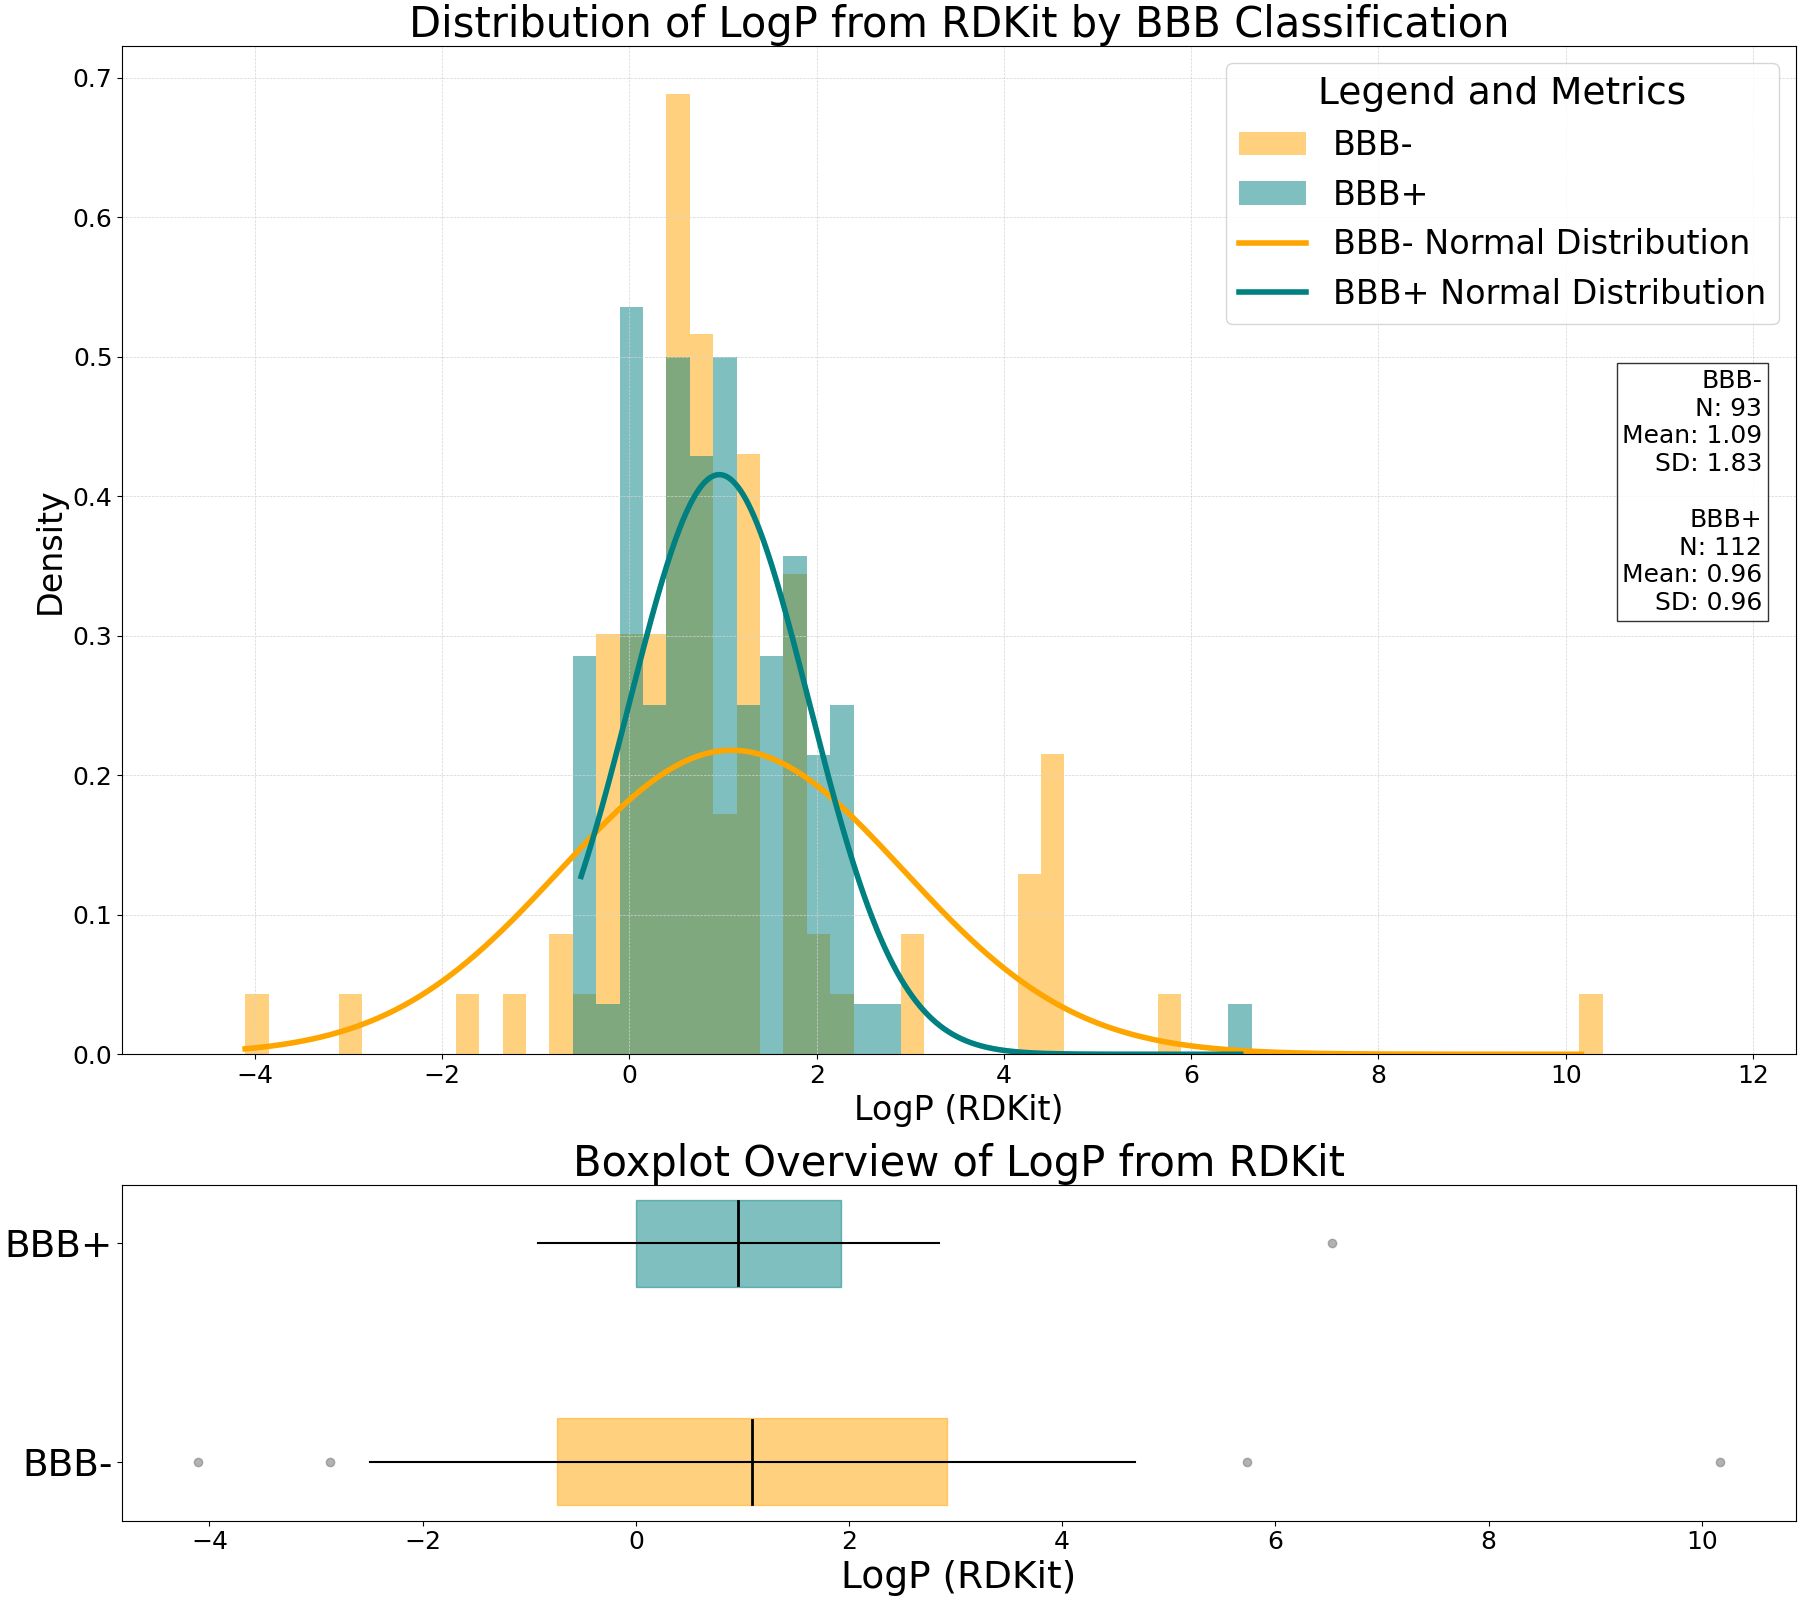 Distribution of LogP from RDKit by BBB Classification
Legend and Metrics
BBB-
BBB+
BBB- Normal Distribution
BBB+ Normal Distribution
BBB-
N: 93
Mean: 1.09
SD: 1.83
BBB+
N: 112
Mean: 0.96
SD: 0.96
Density
0.7
0.6
0.5
0.4
0.3
0.2
0.1
0.0
−4 −2 0 2 4 6 8 10 12
LogP (RDKit)
Boxplot Overview of LogP from RDKit
BBB+
BBB-
−4 −2 0 2 4 6 8 10
LogP (RDKit)